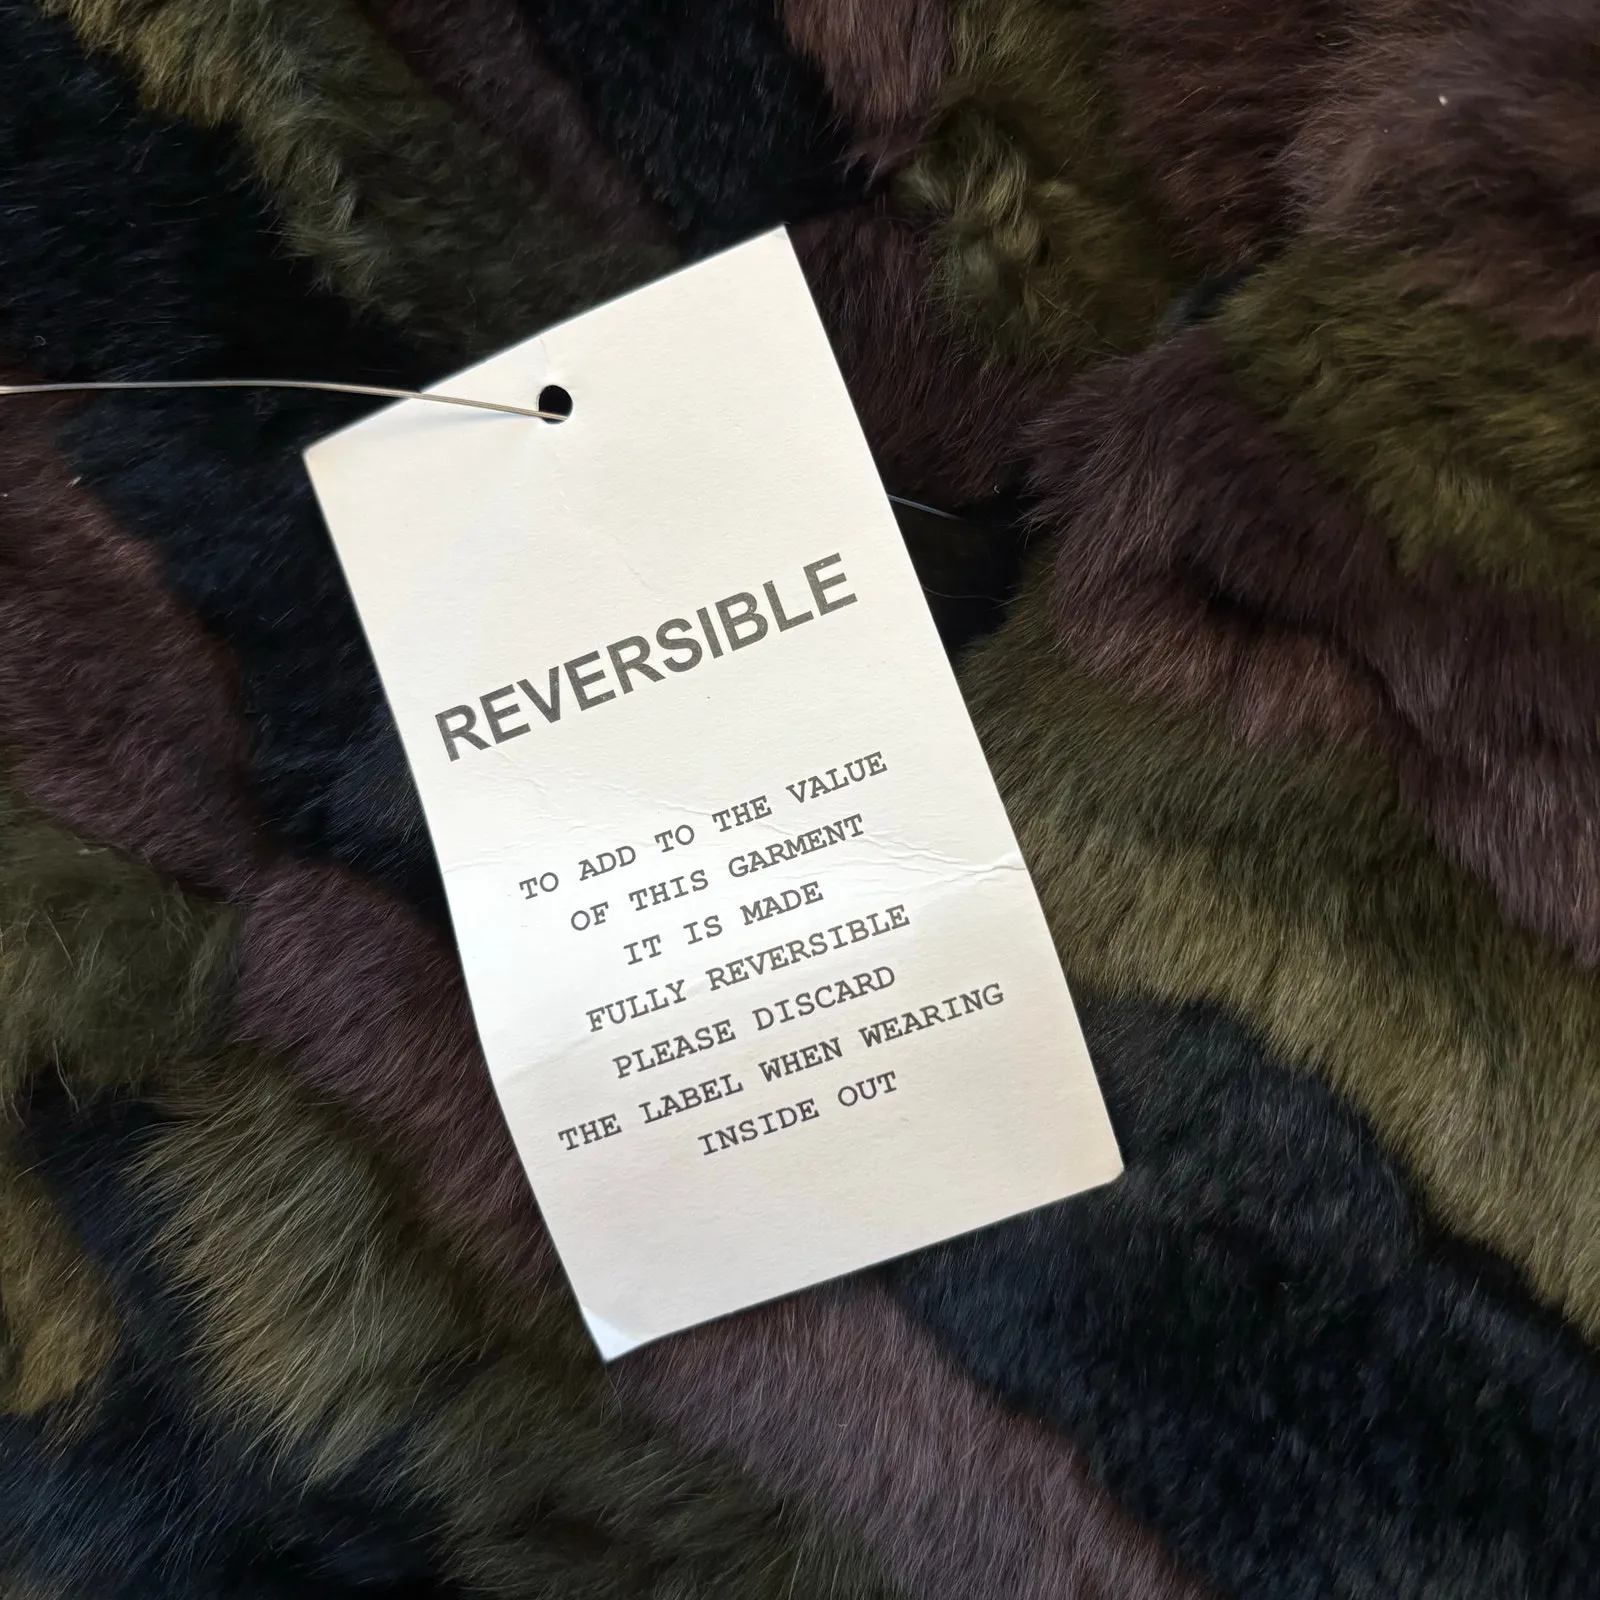 REVERSIBLE
TO ADD TO THE VALUE
OF THIS GARMENT
IT IS MADE
FULLY REVERSIBLE
PLEASE DISCARD
THE LABEL WHEN WEARING
INSIDE OUT